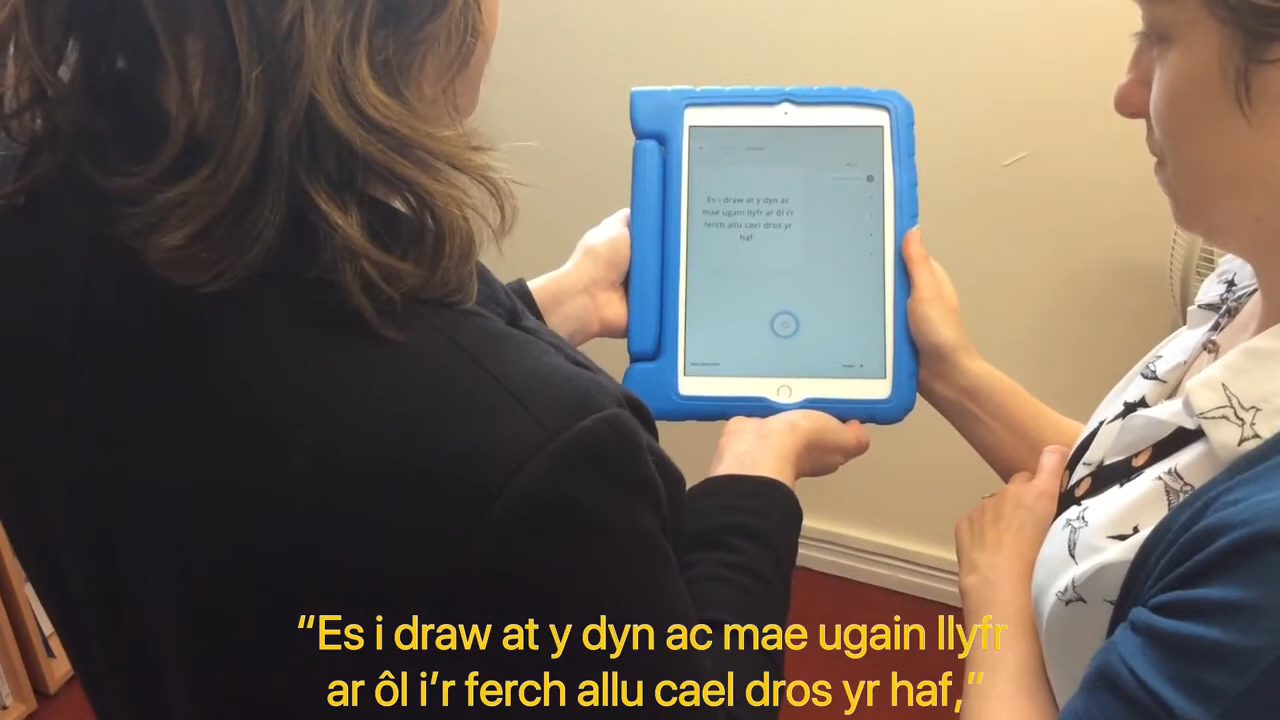 Es i draw at y dyn ac
mae ugain llyfr ar ôl i'r
ferch allu cael dros yr
haf
“Es i draw at y dyn ac mae ugain llyfr
ar ôl i’r ferch allu cael dros yr haf,”